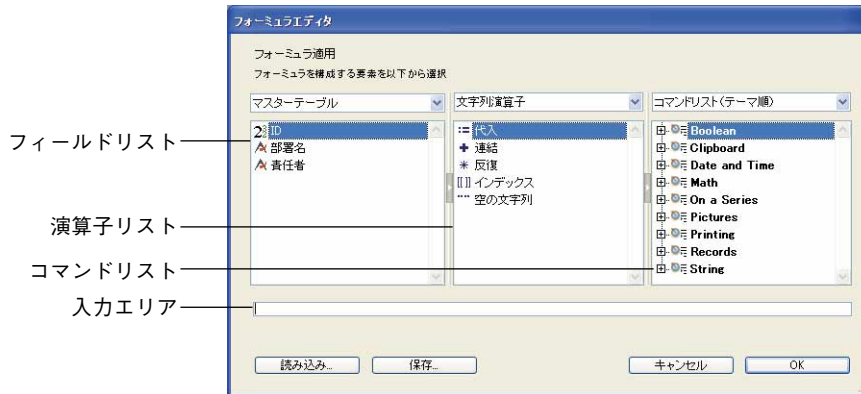 フォーミュラエディタ
フォーミュラ適用
フォーミュラを構成する要素を以下から選択
マスターテーブル
文字列演算子
コマンドリスト(テーマ順)
フィールドリスト
ID
部署名
責任者
:= 代入
+ 連結
* 反復
[[ ]] インデックス
"" 空の文字列
Boolean
Clipboard
Date and Time
Math
On a Series
Pictures
Printing
Records
String
演算子リスト
コマンドリスト
入力エリア
読み込み...
保存...
キャンセル
OK